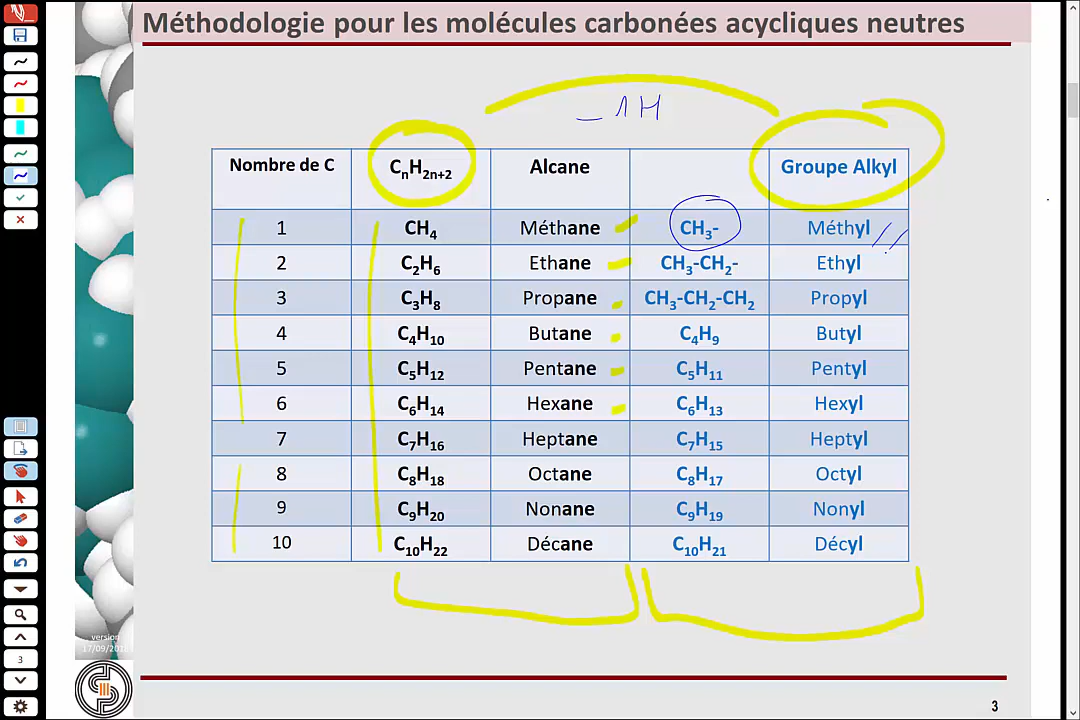 Méthodologie pour les molécules carbonées acycliques neutres
_ 1H
Nombre de C CnH2n+2 Alcane Groupe Alkyl
1 CH4 Méthane CH3- Méthyl
2 C2H6 Ethane CH3-CH2- Ethyl
3 C3H8 Propane CH3-CH2-CH2 Propyl
4 C4H10 Butane C4H9 Butyl
5 C5H12 Pentane C5H11 Pentyl
6 C6H14 Hexane C6H13 Hexyl
7 C7H16 Heptane C7H15 Heptyl
8 C8H18 Octane C8H17 Octyl
9 C9H20 Nonane C9H19 Nonyl
10 C10H22 Décane C10H21 Décyl
version
3
3